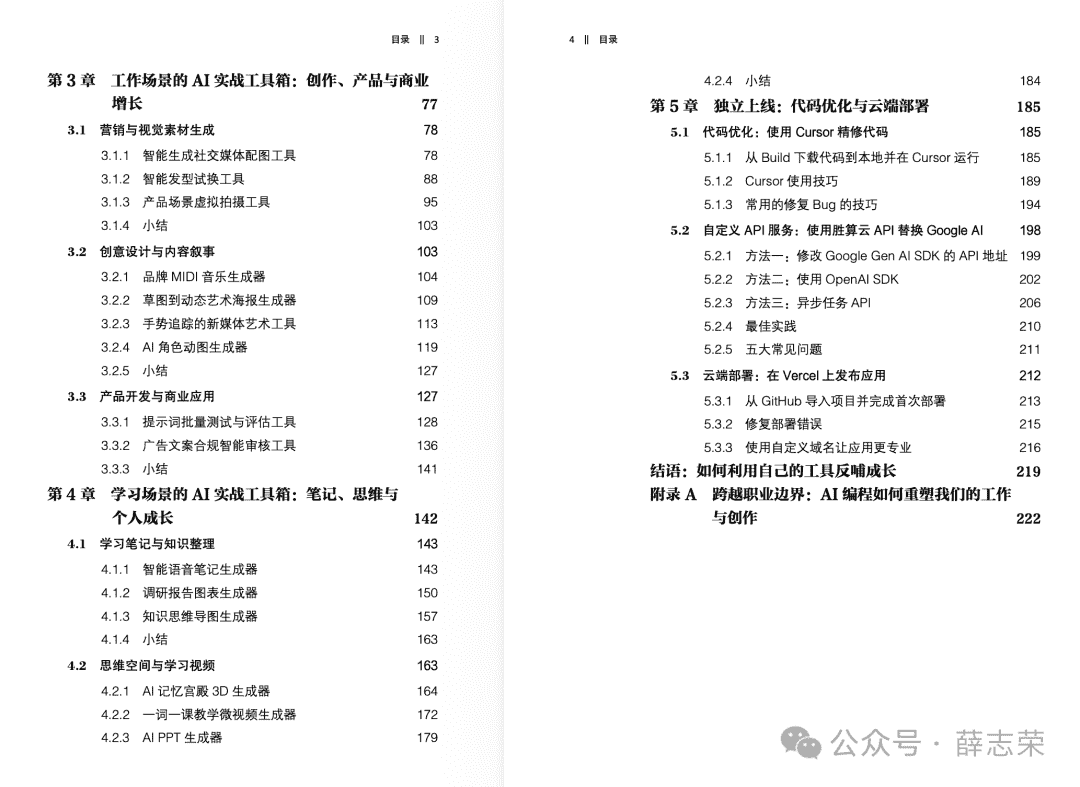 目录 || 3
第 3 章 工作场景的 AI 实战工具箱：创作、产品与商业
增长 77
3.1 营销与视觉素材生成 78
3.1.1 智能生成社交媒体配图工具 78
3.1.2 智能发型试换工具 88
3.1.3 产品场景虚拟拍摄工具 95
3.1.4 小结 103
3.2 创意设计与内容叙事 103
3.2.1 品牌 MIDI 音乐生成器 104
3.2.2 草图到动态艺术海报生成器 109
3.2.3 手势追踪的新媒体艺术工具 113
3.2.4 AI 角色动图生成器 119
3.2.5 小结 127
3.3 产品开发与商业应用 127
3.3.1 提示词批量测试与评估工具 128
3.3.2 广告文案合规智能审核工具 136
3.3.3 小结 141
第 4 章 学习场景的 AI 实战工具箱：笔记、思维与
个人成长 142
4.1 学习笔记与知识整理 143
4.1.1 智能语音笔记生成器 143
4.1.2 调研报告图表生成器 150
4.1.3 知识思维导图生成器 157
4.1.4 小结 163
4.2 思维空间与学习视频 163
4.2.1 AI 记忆宫殿 3D 生成器 164
4.2.2 一词一课教学微视频生成器 172
4.2.3 AI PPT 生成器 179
4 || 目录
4.2.4 小结 184
第 5 章 独立上线：代码优化与云端部署 185
5.1 代码优化：使用 Cursor 精修代码 185
5.1.1 从 Build 下载代码到本地并在 Cursor 运行 185
5.1.2 Cursor 使用技巧 189
5.1.3 常用的修复 Bug 的技巧 194
5.2 自定义 API 服务：使用胜算云 API 替换 Google AI 198
5.2.1 方法一：修改 Google Gen AI SDK 的 API 地址 199
5.2.2 方法二：使用 OpenAI SDK 202
5.2.3 方法三：异步任务 API 206
5.2.4 最佳实践 210
5.2.5 五大常见问题 211
5.3 云端部署：在 Vercel 上发布应用 212
5.3.1 从 GitHub 导入项目并完成首次部署 213
5.3.2 修复部署错误 215
5.3.3 使用自定义域名让应用更专业 216
结语：如何利用自己的工具反哺成长 219
附录 A 跨越职业边界：AI 编程如何重塑我们的工作
与创作 222
公众号 · 薛志荣